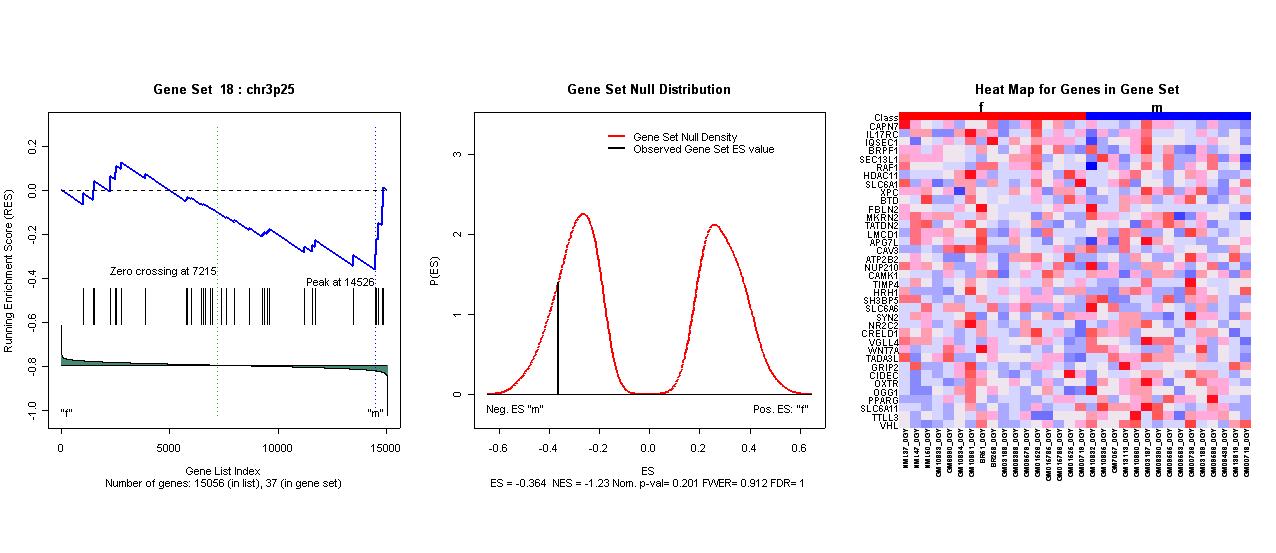 Gene Set 18 : chr3p25
Running Enrichment Score (RES)
0.2
0.0
-0.2
-0.4
-0.6
-0.8
-1.0
Zero crossing at 7215
Peak at 14526
"f"
"m"
0
5000
10000
15000
Gene List Index
Number of genes: 15056 (in list), 37 (in gene set)
Gene Set Null Distribution
Gene Set Null Density
Observed Gene Set ES value
P(ES)
3
2
1
0
Neg. ES "m"
Pos. ES: "f"
-0.6
-0.4
-0.2
0.0
0.2
0.4
0.6
ES
ES = -0.364 NES = -1.23 Nom. p-val= 0.201 FWER= 0.912 FDR= 1
Heat Map for Genes in Gene Set
f
m
Class
CAPN7
IL17RC
IQSEC1
BRPF1
SEC13L1
RAF1
HDAC11
SLC6A1
XPC
BTD
FBLN2
MKRN2
TATDN2
LMCD1
APG7L
CAV3
ATP2B2
NUP210
CAMK1
TIMP4
HRH1
SH3BP5
SLC6A6
SYN2
NR2C2
CRELD1
VGLL4
WNT7A
TADA3L
GRIP2
CIDEC
OXTR
OGG1
PPARG
SLC6A11
TTLL3
VHL